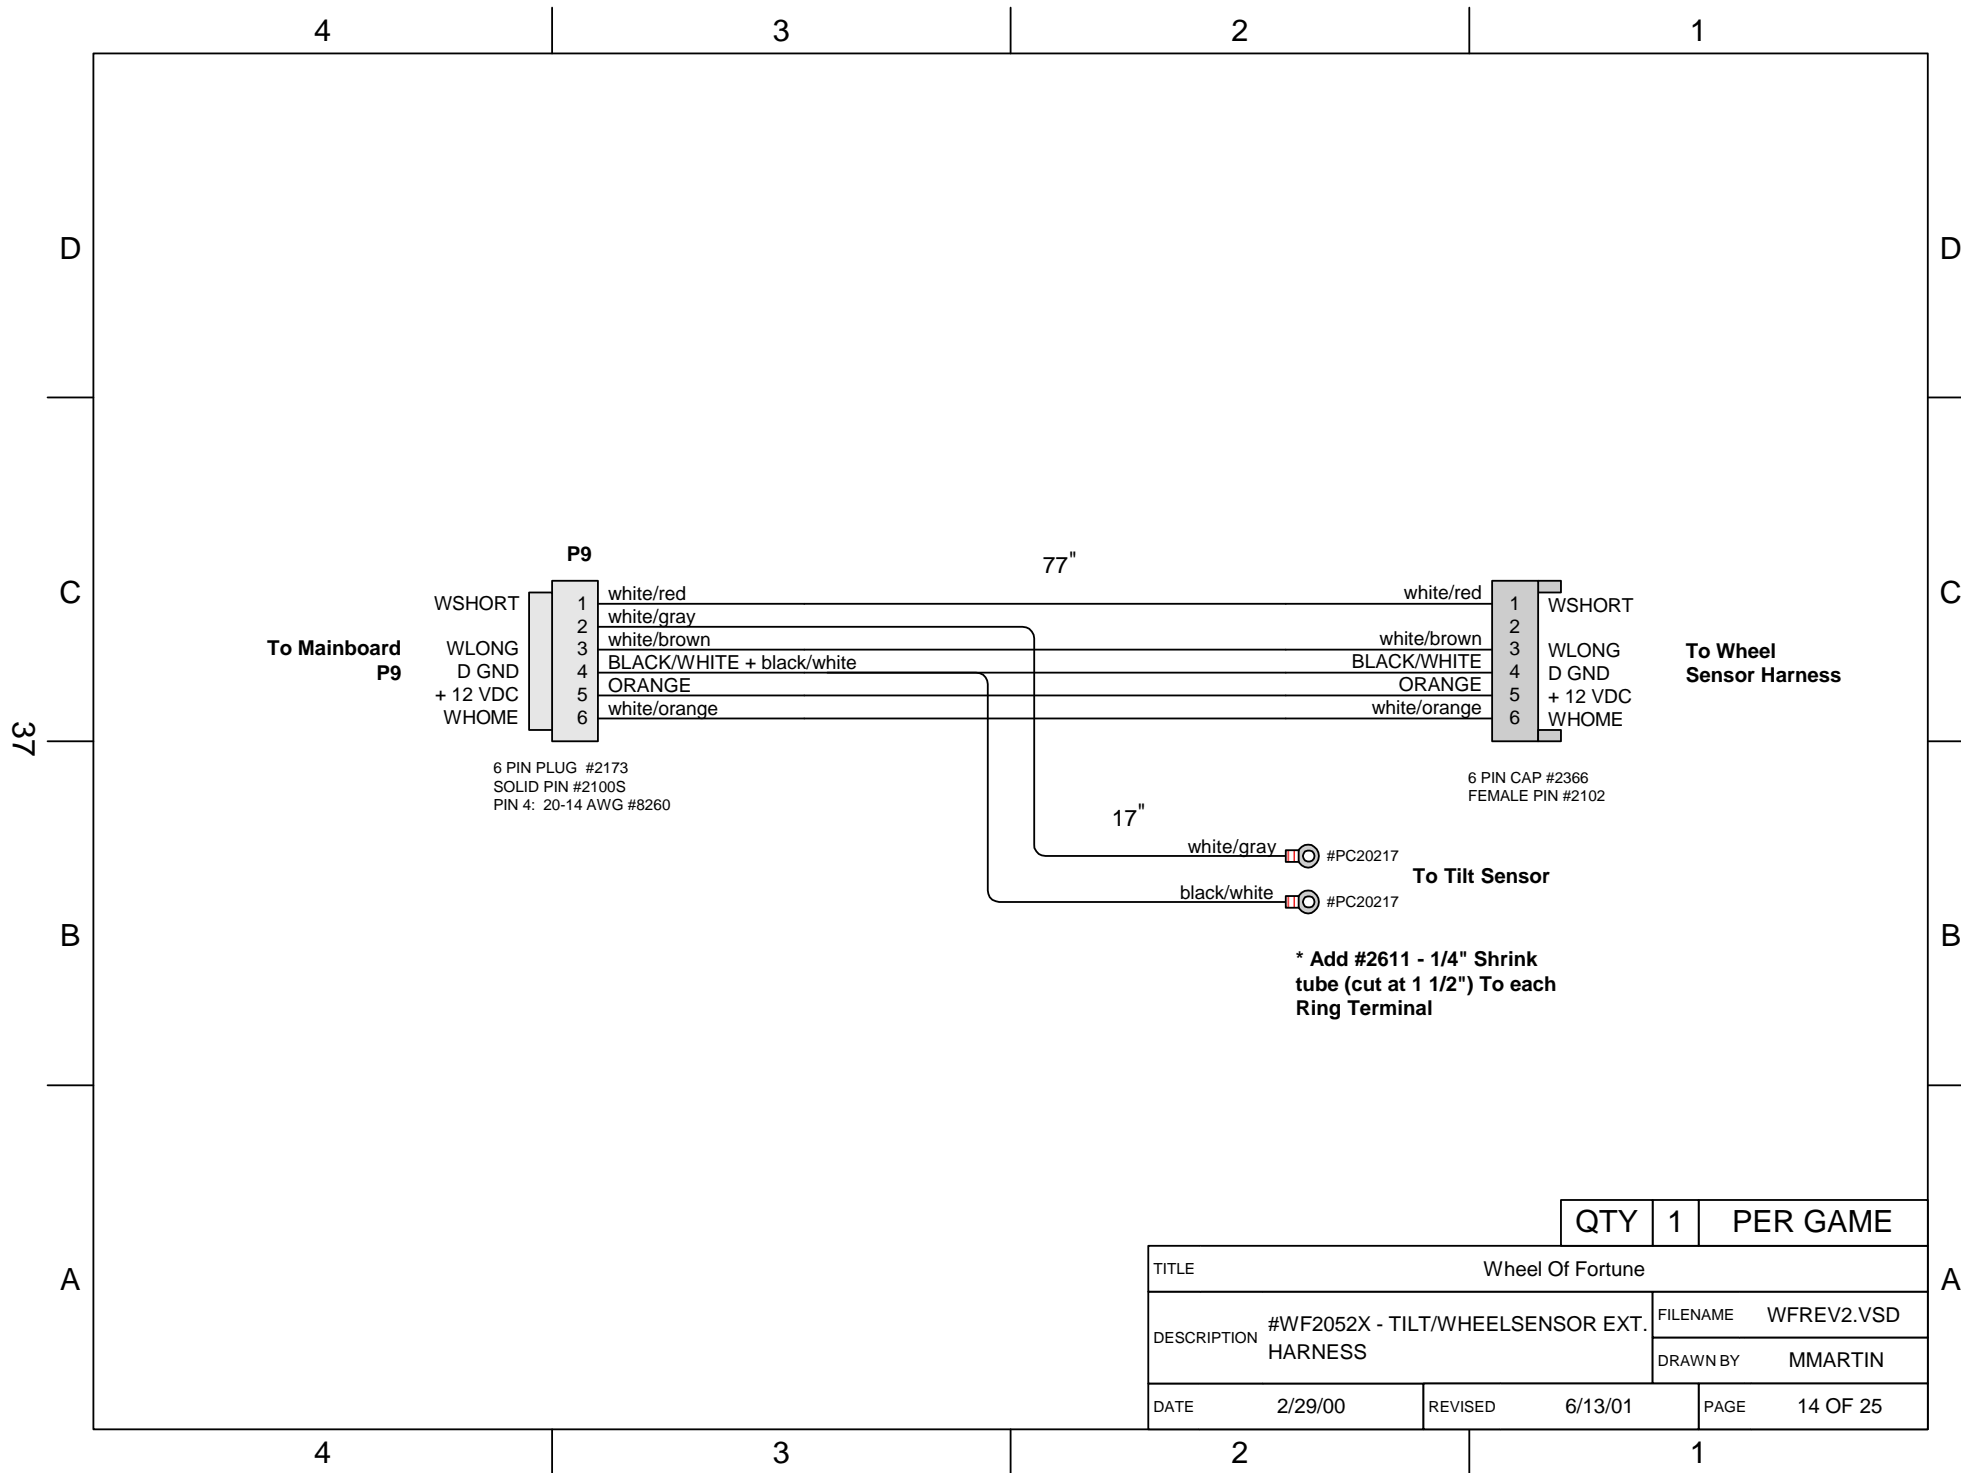 4 3 2 1
D D
P9
77"
C C
WSHORT 1 white/red white/red 1 WSHORT
2 white/gray 2
To Mainboard
P9
WLONG 3 white/brown white/brown 3 WLONG
D GND 4 BLACK/WHITE + black/white BLACK/WHITE 4 D GND
+ 12 VDC 5 ORANGE ORANGE 5 + 12 VDC
WHOME 6 white/orange white/orange 6 WHOME
To Wheel
Sensor Harness
37
6 PIN PLUG #2173
SOLID PIN #2100S
PIN 4: 20-14 AWG #8260
6 PIN CAP #2366
FEMALE PIN #2102
17"
white/gray #PC20217
To Tilt Sensor
black/white #PC20217
B B
* Add #2611 - 1/4" Shrink
tube (cut at 1 1/2") To each
Ring Terminal
QTY 1 PER GAME
A A
TITLE Wheel Of Fortune
DESCRIPTION #WF2052X - TILT/WHEELSENSOR EXT.
HARNESS
FILENAME WFREV2.VSD
DRAWN BY MMARTIN
DATE 2/29/00 REVISED 6/13/01 PAGE 14 OF 25
4 3 2 1